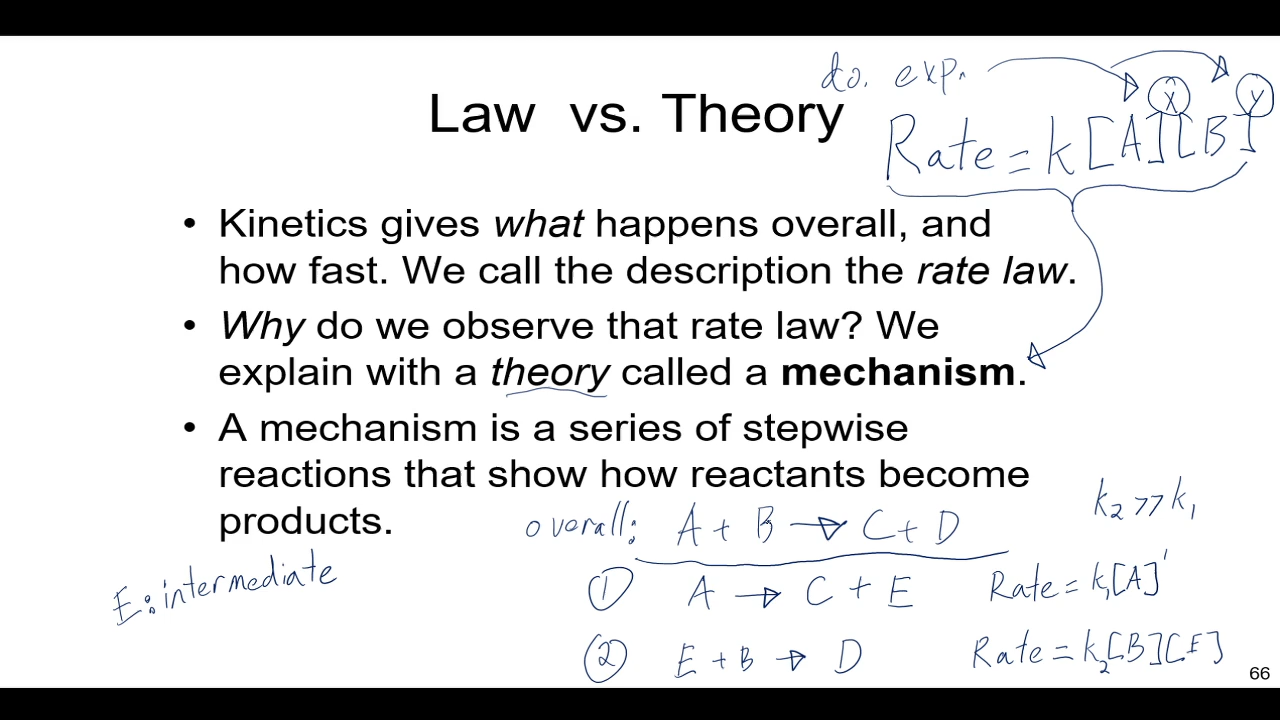 do. exp.
Law vs. Theory
Rate = k [A]ˣ [B]ʸ
• Kinetics gives what happens overall, and
how fast. We call the description the rate law.
• Why do we observe that rate law? We
explain with a theory called a mechanism.
• A mechanism is a series of stepwise
reactions that show how reactants become
products.
k₂ >> k₁
overall: A + B → C + D
E: intermediate
① A → C + E Rate = k₁[A]¹
② E + B → D Rate = k₂[B][E]
66